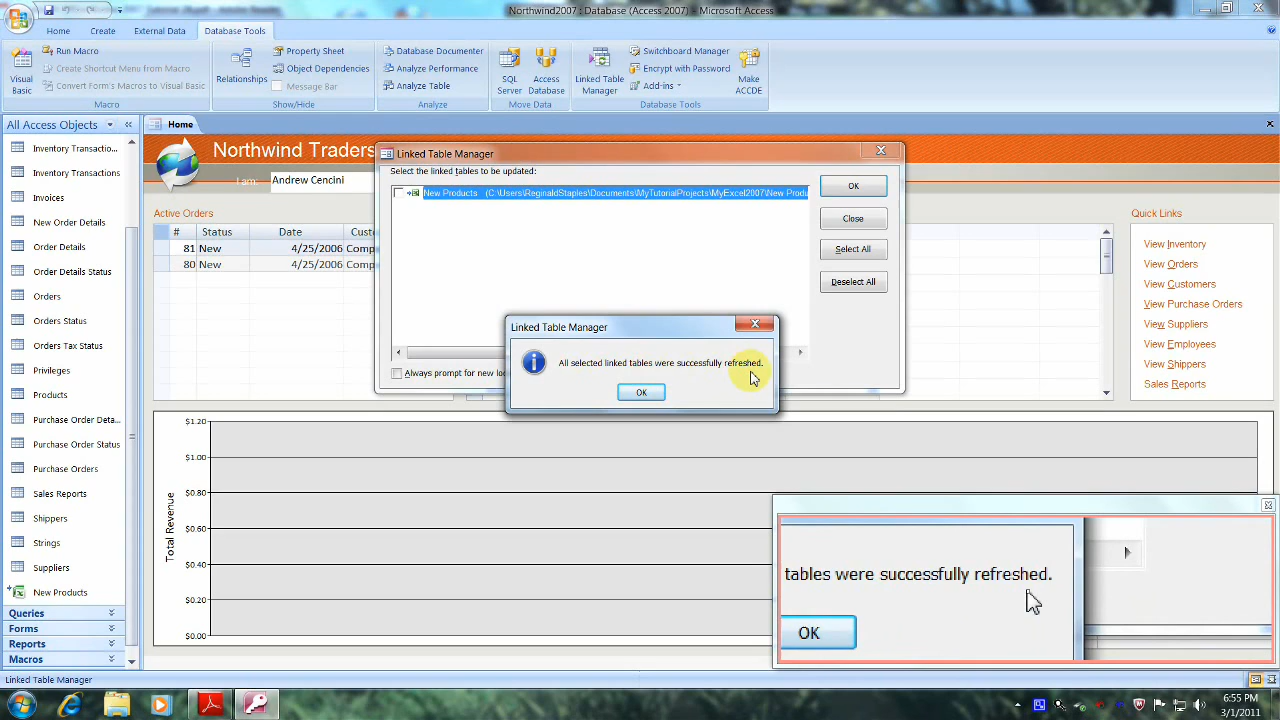 Northwind2007 : Database (Access 2007) - Microsoft Access
Home Create External Data Database Tools
Visual Basic
Run Macro
Create Shortcut Menu from Macro
Convert Form's Macros to Visual Basic
Macro
Relationships
Property Sheet
Object Dependencies
Message Bar
Show/Hide
Database Documenter
Analyze Performance
Analyze Table
Analyze
SQL Server
Access Database
Move Data
Linked Table Manager
Switchboard Manager
Encrypt with Password
Add-ins
Make ACCDE
Database Tools
All Access Objects
Inventory Transactio...
Inventory Transactions
Invoices
New Order Details
Order Details
Order Details Status
Orders
Orders Status
Orders Tax Status
Privileges
Products
Purchase Order Deta...
Purchase Order Status
Purchase Orders
Sales Reports
Shippers
Strings
Suppliers
New Products
Queries
Forms
Reports
Macros
Home
Northwind Traders
I am: Andrew Cencini
Active Orders
# Status Date Custo
81 New 4/25/2006 Comp
80 New 4/25/2006 Comp
Linked Table Manager
Select the linked tables to be updated:
New Products (C:\Users\ReginaldStaples\Documents\MyTutorialProjects\MyExcel2007\New Produ
OK
Close
Select All
Deselect All
Always prompt for new loc
Linked Table Manager
All selected linked tables were successfully refreshed.
OK
Quick Links
View Inventory
View Orders
View Customers
View Purchase Orders
View Suppliers
View Employees
View Shippers
Sales Reports
Total Revenue
$1.20
$1.00
$0.80
$0.60
$0.40
$0.20
$0.00
tables were successfully refreshed.
OK
Linked Table Manager
6:55 PM
3/1/2011